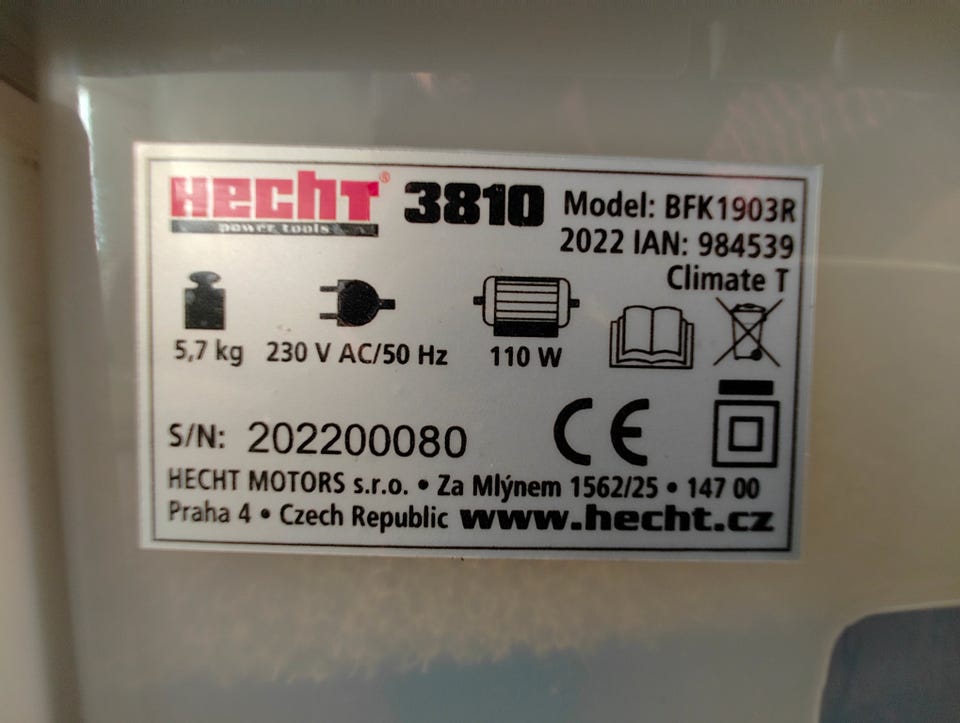 HECHT® 3810 Model: BFK1903R
power tools
2022 IAN: 984539
Climate T
5,7 kg 230 V AC/50 Hz 110 W
S/N: 202200080 CE
HECHT MOTORS s.r.o. • Za Mlýnem 1562/25 • 147 00
Praha 4 • Czech Republic www.hecht.cz